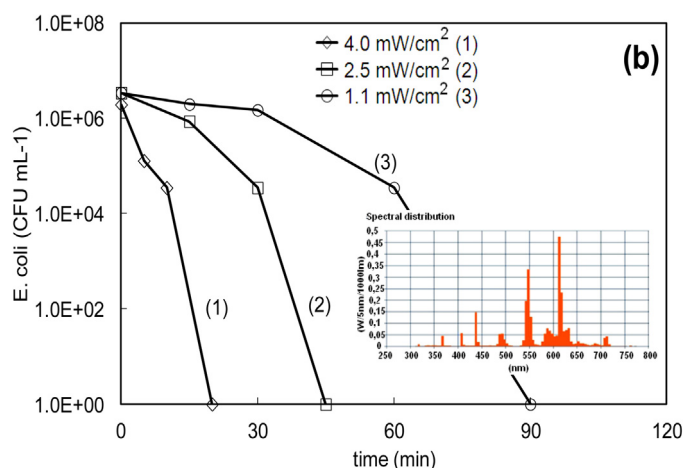 1.0E+08
4.0 mW/cm² (1)
2.5 mW/cm² (2)
1.1 mW/cm² (3)
(b)
1.0E+06
1.0E+04
1.0E+02
1.0E+00
E. coli (CFU mL-1)
(1)
(2)
(3)
Spectral distribution
0,5
0,45
0,4
0,35
0,3
0,25
0,2
0,15
0,1
0,05
0
(W/5nm/1000lm)
250 300 350 400 450 500 550 600 650 700 750 800
(nm)
0 30 60 90 120
time (min)